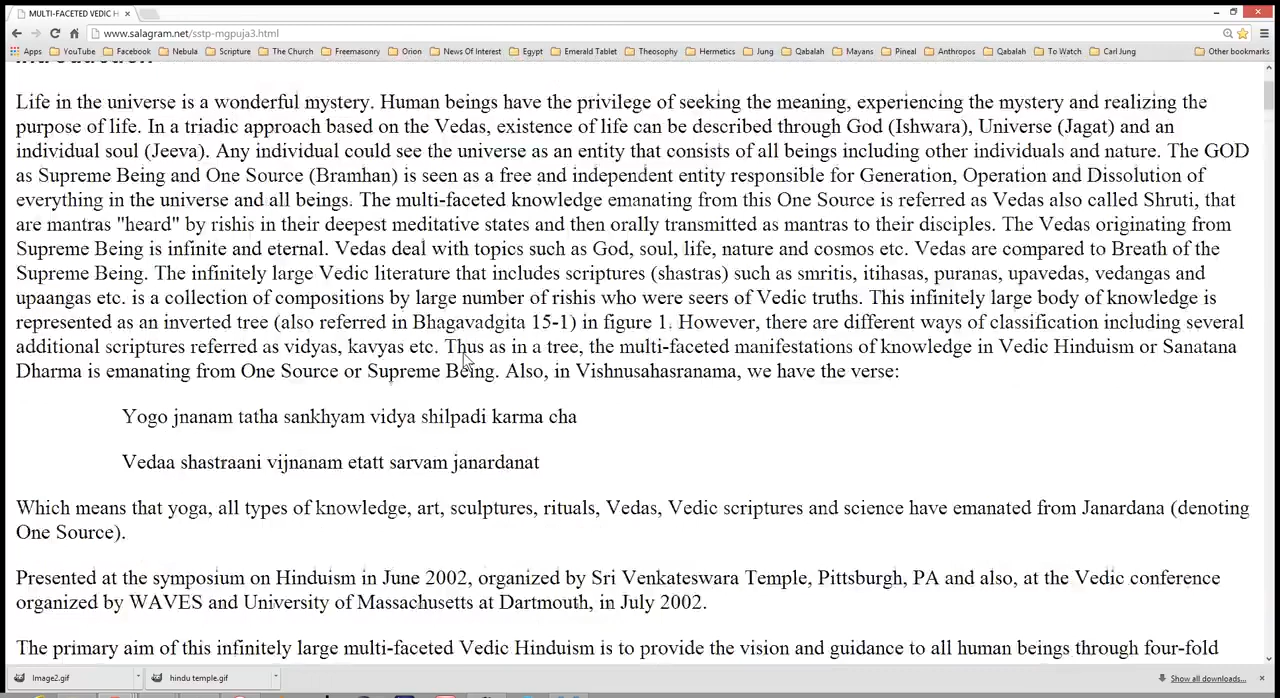 MULTI-FACETED VEDIC H
www.salagram.net/sstp-mgpuja3.html
Apps YouTube Facebook Nebula Scripture The Church Freemasonry Orion News Of Interest Egypt Emerald Tablet Theosophy Hermetics Jung Qabalah Mayans Pineal Anthropos Qabalah To Watch Carl Jung Other bookmarks
Life in the universe is a wonderful mystery. Human beings have the privilege of seeking the meaning, experiencing the mystery and realizing the
purpose of life. In a triadic approach based on the Vedas, existence of life can be described through God (Ishwara), Universe (Jagat) and an
individual soul (Jeeva). Any individual could see the universe as an entity that consists of all beings including other individuals and nature. The GOD
as Supreme Being and One Source (Bramhan) is seen as a free and independent entity responsible for Generation, Operation and Dissolution of
everything in the universe and all beings. The multi-faceted knowledge emanating from this One Source is referred as Vedas also called Shruti, that
are mantras "heard" by rishis in their deepest meditative states and then orally transmitted as mantras to their disciples. The Vedas originating from
Supreme Being is infinite and eternal. Vedas deal with topics such as God, soul, life, nature and cosmos etc. Vedas are compared to Breath of the
Supreme Being. The infinitely large Vedic literature that includes scriptures (shastras) such as smritis, itihasas, puranas, upavedas, vedangas and
upaangas etc. is a collection of compositions by large number of rishis who were seers of Vedic truths. This infinitely large body of knowledge is
represented as an inverted tree (also referred in Bhagavadgita 15-1) in figure 1. However, there are different ways of classification including several
additional scriptures referred as vidyas, kavyas etc. Thus as in a tree, the multi-faceted manifestations of knowledge in Vedic Hinduism or Sanatana
Dharma is emanating from One Source or Supreme Being. Also, in Vishnusahasranama, we have the verse:
Yogo jnanam tatha sankhyam vidya shilpadi karma cha
Vedaa shastraani vijnanam etatt sarvam janardanat
Which means that yoga, all types of knowledge, art, sculptures, rituals, Vedas, Vedic scriptures and science have emanated from Janardana (denoting
One Source).
Presented at the symposium on Hinduism in June 2002, organized by Sri Venkateswara Temple, Pittsburgh, PA and also, at the Vedic conference
organized by WAVES and University of Massachusetts at Dartmouth, in July 2002.
The primary aim of this infinitely large multi-faceted Vedic Hinduism is to provide the vision and guidance to all human beings through four-fold
Image2.gif hindu temple.gif Show all downloads...